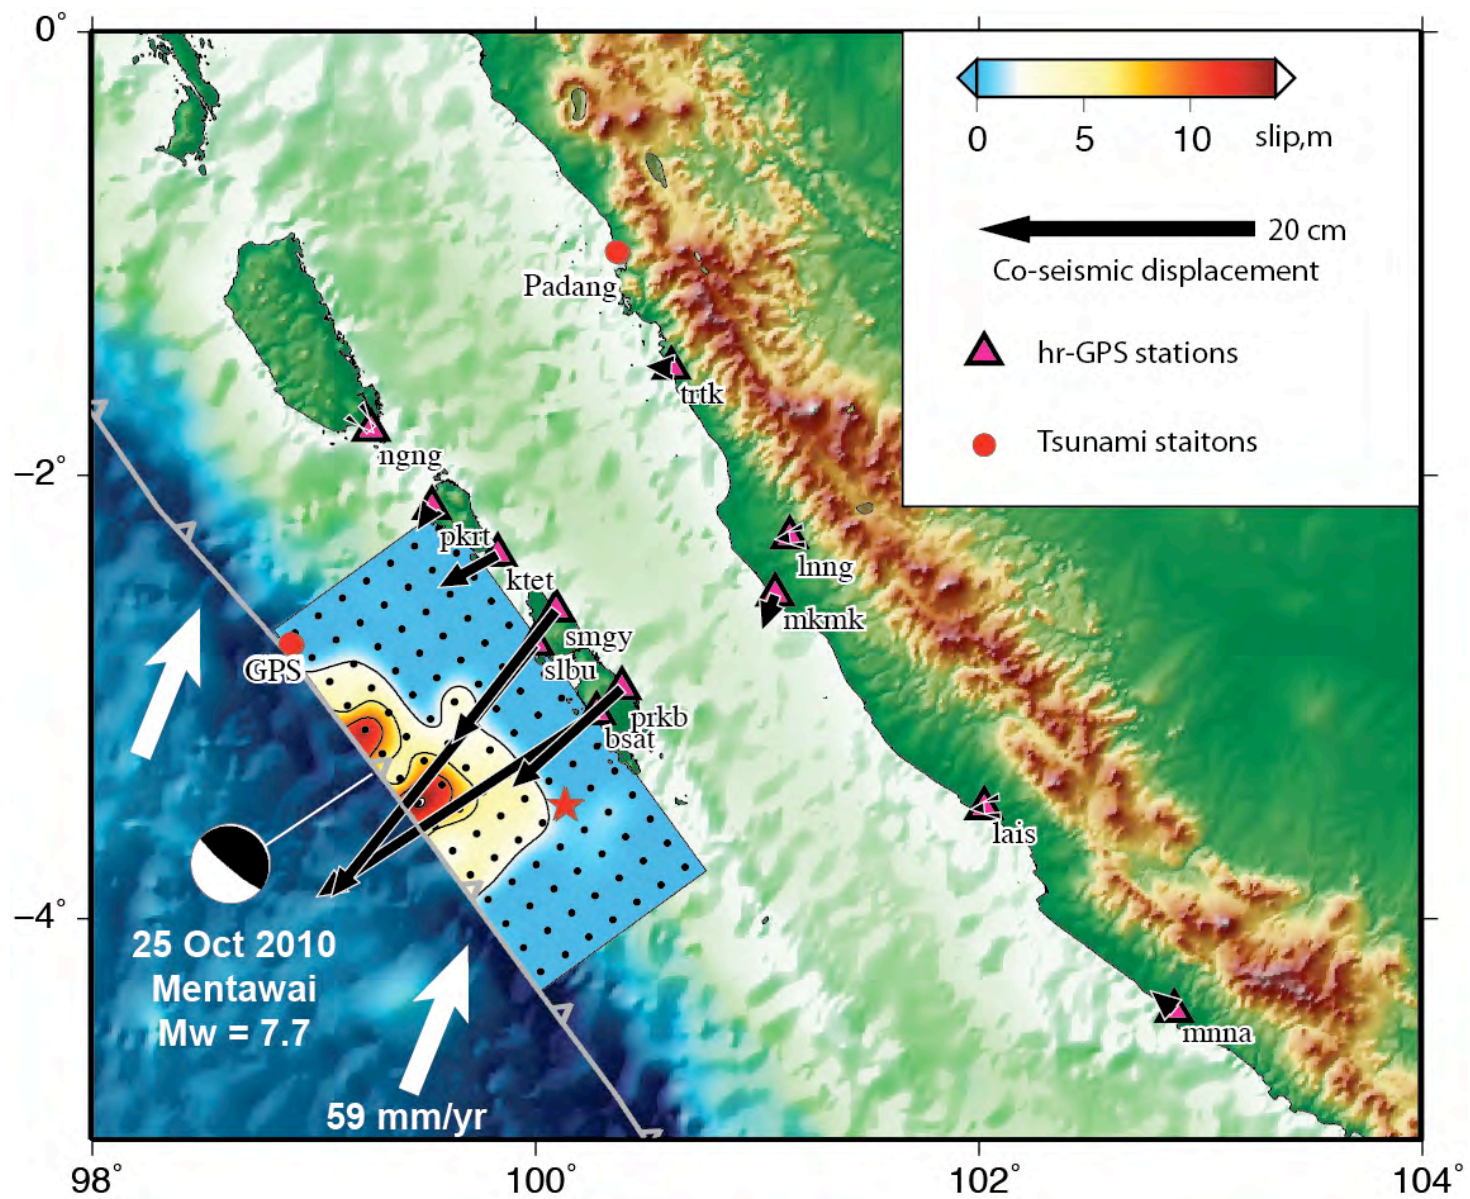 0°
−2°
−4°
98°
100°
102°
104°
0 5 10 slip,m
20 cm
Co-seismic displacement
hr-GPS stations
Tsunami staitons
Padang
trtk
ngng
pkrt
ktet
lnng
mkmk
smgy
slbu
GPS
prkb
bsat
lais
mnna
25 Oct 2010
Mentawai
Mw = 7.7
59 mm/yr